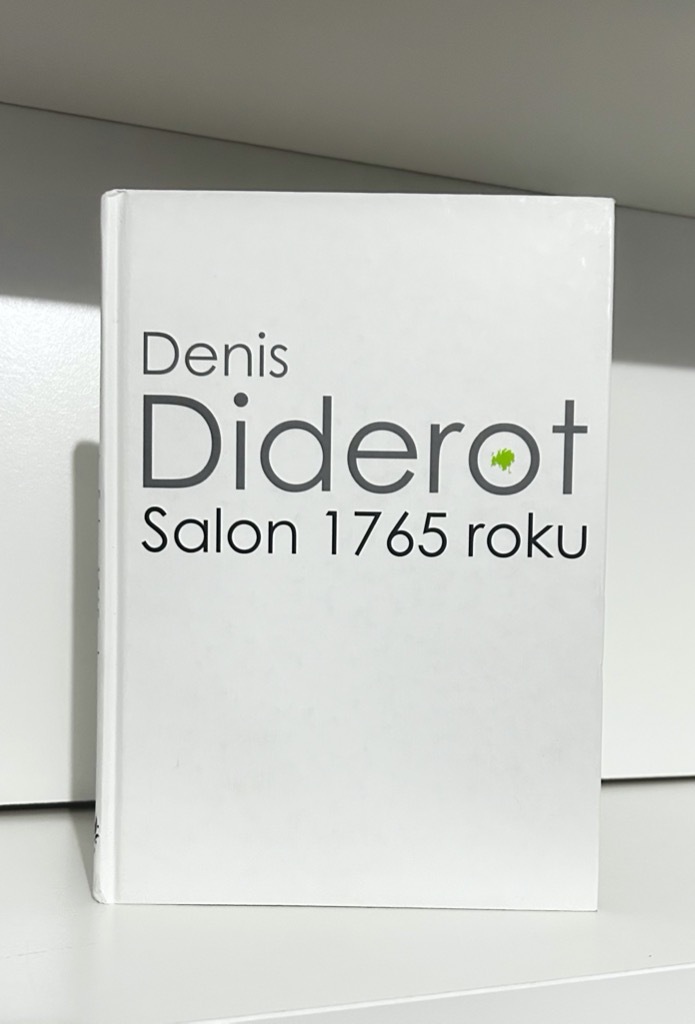 Denis
Diderot
Salon 1765 roku